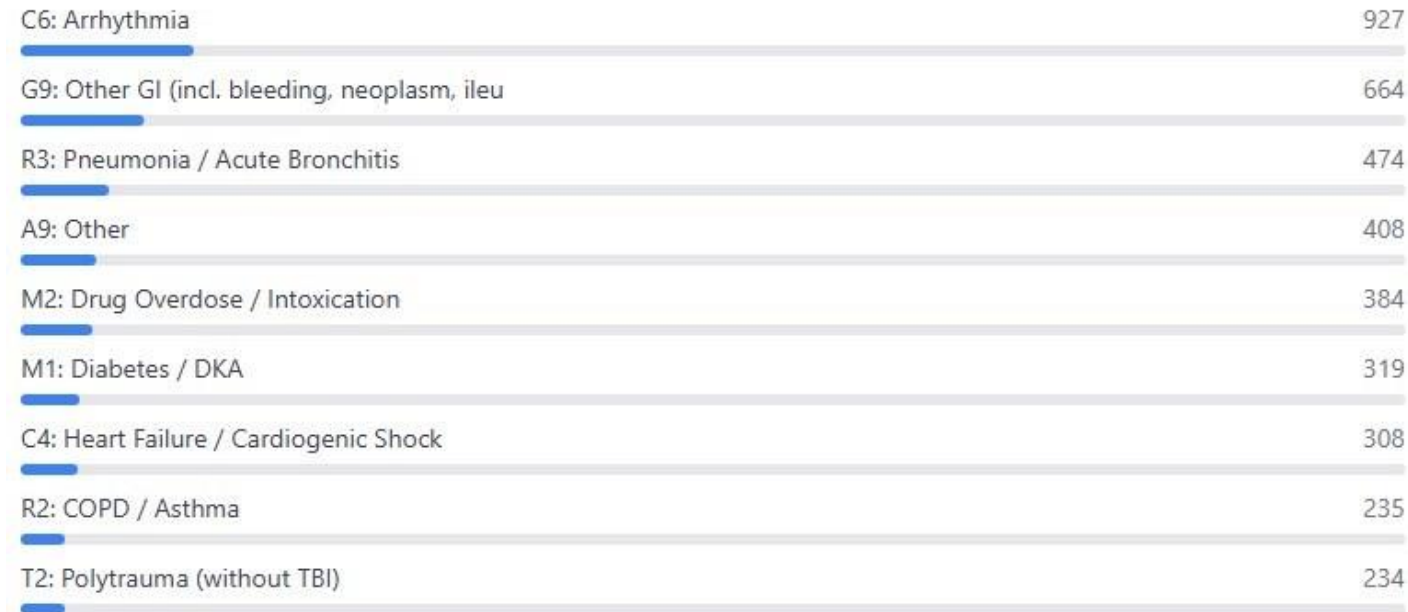 C6: Arrhythmia 927
G9: Other GI (incl. bleeding, neoplasm, ileu 664
R3: Pneumonia / Acute Bronchitis 474
A9: Other 408
M2: Drug Overdose / Intoxication 384
M1: Diabetes / DKA 319
C4: Heart Failure / Cardiogenic Shock 308
R2: COPD / Asthma 235
T2: Polytrauma (without TBI) 234